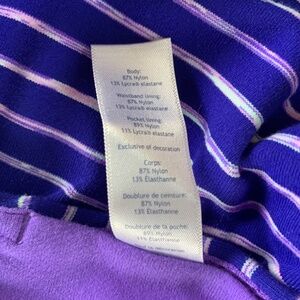 Body:
87% Nylon
13% Lycra® elastane
Waistband lining:
87% Nylon
13% Lycra® elastane
Pocket lining:
89% Nylon
11% Lycra® elastane
Exclusive of decoration
Corps:
87% Nylon
13% Élasthanne
Doublure de ceinture:
87% Nylon
13% Élasthanne
Doublure de la poche:
89% Nylon
11% Élasthanne